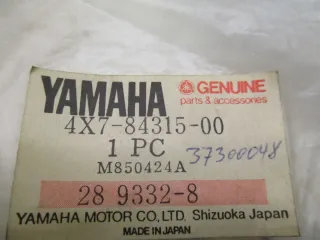 YAMAHA GENUINE
parts & accessories
4X7-84315-00
1 PC 37300048
M850424A
28 9332-8
YAMAHA MOTOR CO,.LTD. Shizuoka Japan
MADE IN JAPAN